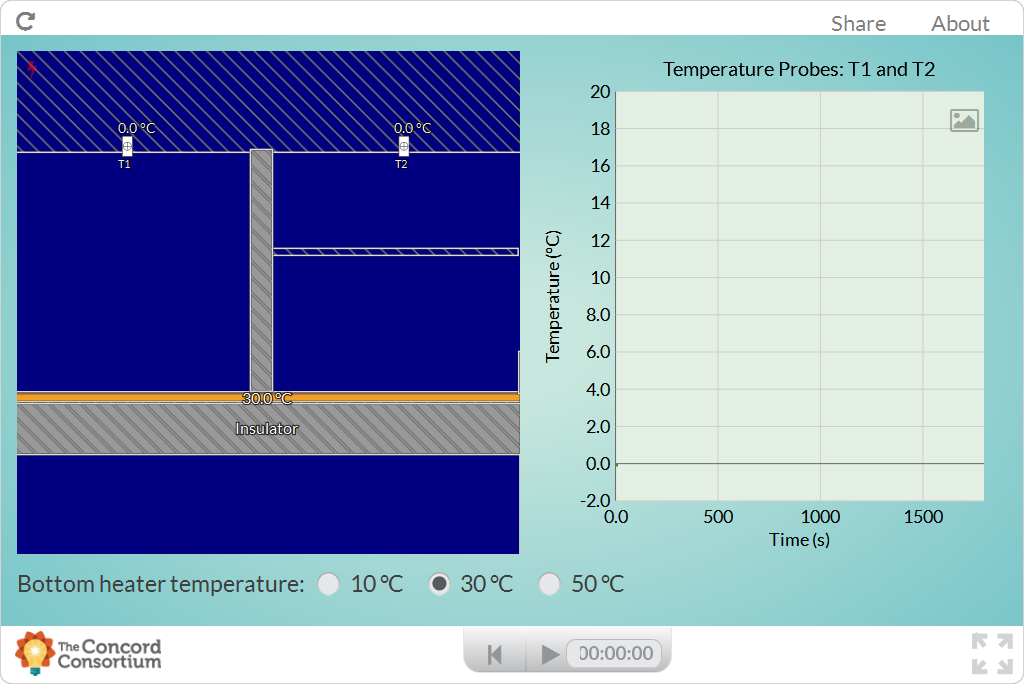 Share About
Temperature Probes: T1 and T2
0.0 °C 0.0 °C
T1 T2
30.0 °C
Insulator
20
18
16
14
12
10
8.0
6.0
4.0
2.0
0.0
-2.0
Temperature (°C)
0.0 500 1000 1500
Time (s)
Bottom heater temperature: 10 °C 30 °C 50 °C
The Concord
Consortium
00:00:00